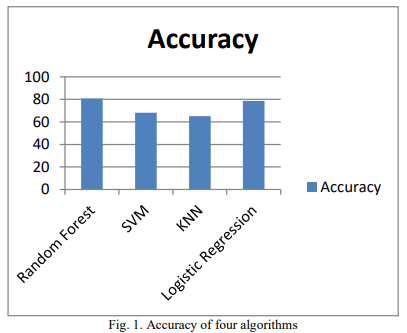 Accuracy
100
80
60
40
20
0
Random Forest
SVM
KNN
Logistic Regression
Accuracy
Fig. 1. Accuracy of four algorithms